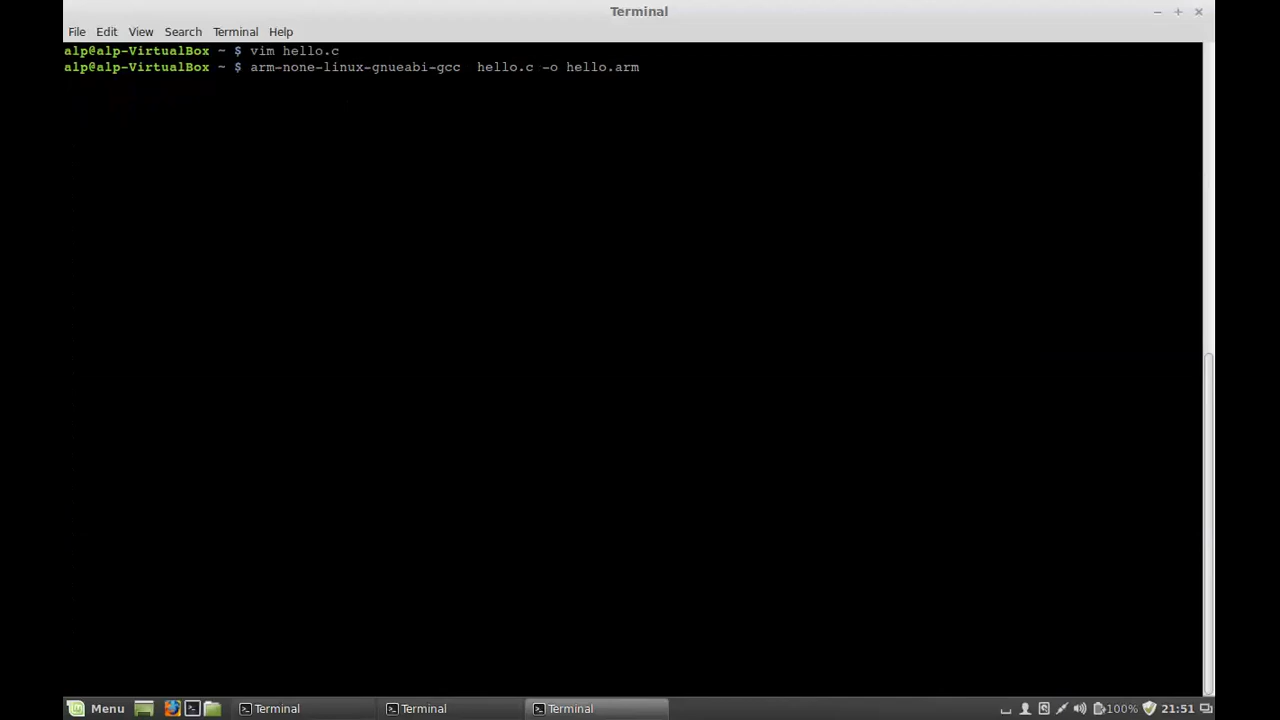 Terminal
File Edit View Search Terminal Help
alp@alp-VirtualBox ~ $ vim hello.c
alp@alp-VirtualBox ~ $ arm-none-linux-gnueabi-gcc  hello.c -o hello.arm
Menu Terminal Terminal Terminal 100% 21:51